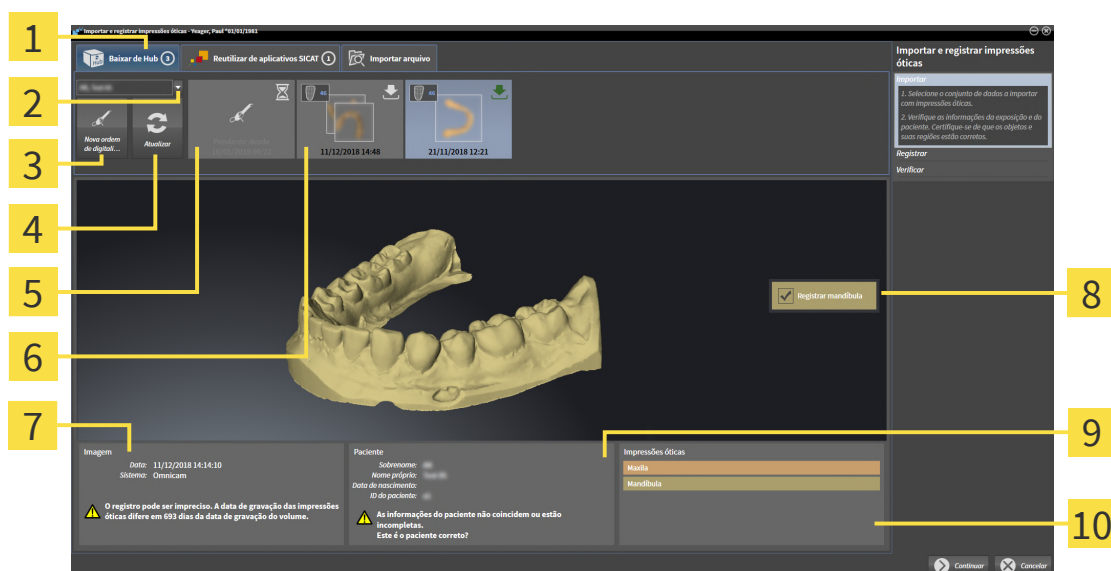 Importar e registrar impressões óticas - Yeager, Paul *01/01/1981
1
2
3
4
5
6
7
8
9
10
Baixar de Hub 3
Reutilizar de aplicativos SICAT 1
Importar arquivo
Nova ordem de digitali...
Atualizar
46
11/12/2018 14:48
46
21/11/2018 12:21
Registrar mandíbula
Imagem
Data: 11/12/2018 14:14:10
Sistema: Omnicam
O registro pode ser impreciso. A data de gravação das impressões
óticas difere em 693 dias da data de gravação do volume.
Paciente
Sobrenome:
Nome próprio:
Data de nascimento:
ID do paciente:
As informações do paciente não coincidem ou estão
incompletas.
Este é o paciente correto?
Impressões óticas
Maxila
Mandíbula
Importar e registrar impressões
óticas
Importar
1. Selecione o conjunto de dados a importar
com impressões óticas.
2. Verifique as informações da exposição e do
paciente. Certifique-se de que os objetos e
suas regiões estão corretos.
Registrar
Verificar
Continuar
Cancelar